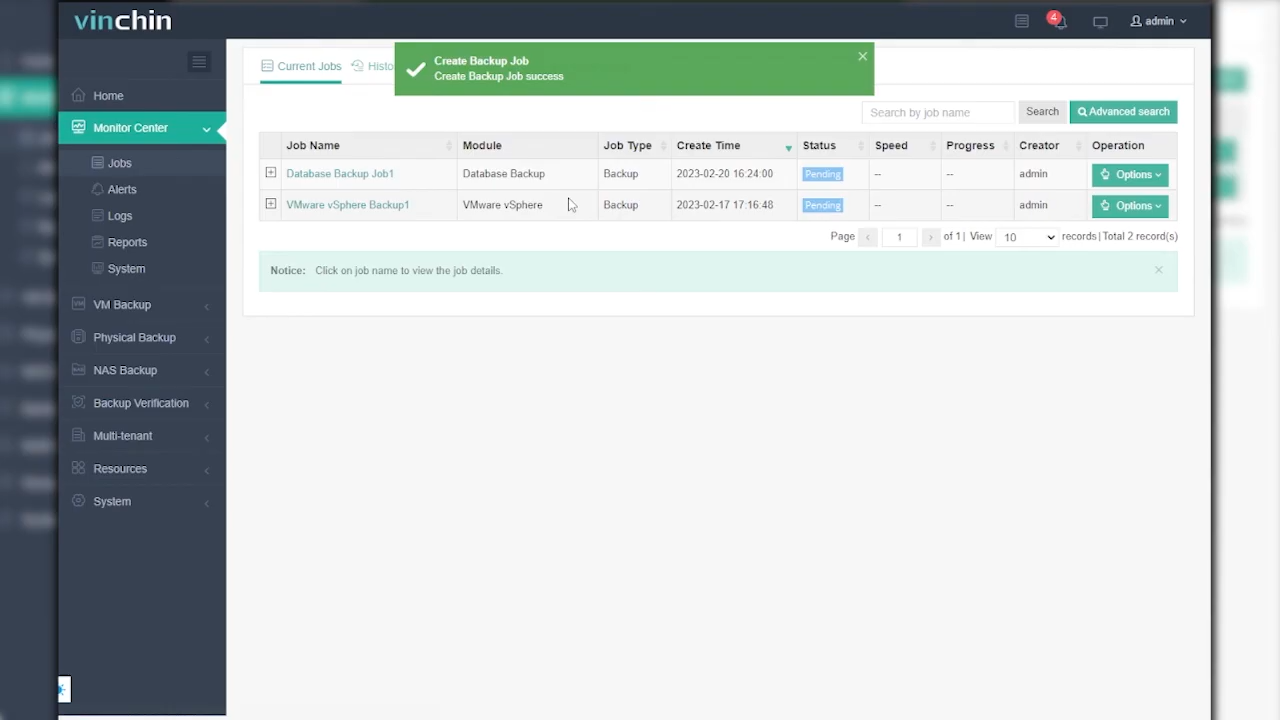 vinchin
4
admin
Home
Monitor Center
Jobs
Alerts
Logs
Reports
System
VM Backup
Physical Backup
NAS Backup
Backup Verification
Multi-tenant
Resources
System
Current Jobs
Histo
Create Backup Job
Create Backup Job success
Search by job name
Search
Advanced search
Job Name Module Job Type Create Time Status Speed Progress Creator Operation
Database Backup Job1 Database Backup Backup 2023-02-20 16:24:00 Pending -- -- admin Options
VMware vSphere Backup1 VMware vSphere Backup 2023-02-17 17:16:48 Pending -- -- admin Options
Page 1 of 1 | View 10 records | Total 2 record(s)
Notice: Click on job name to view the job details.